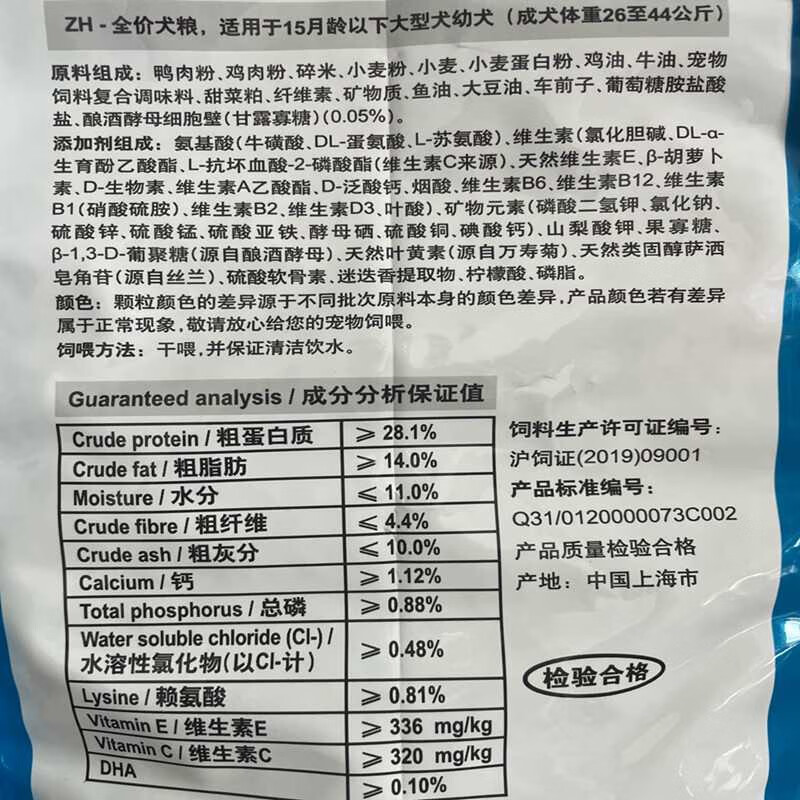 ZH - 全价犬粮，适用于15月龄以下大型犬幼犬（成犬体重26至44公斤）
原料组成：鸭肉粉、鸡肉粉、碎米、小麦粉、小麦、小麦蛋白粉、鸡油、牛油、宠物
饲料复合调味料、甜菜粕、纤维素、矿物质、鱼油、大豆油、车前子、葡萄糖胺盐酸
盐、酿酒酵母细胞壁（甘露寡糖）(0.05%)。
添加剂组成：氨基酸（牛磺酸、DL-蛋氨酸、L-苏氨酸）、维生素（氯化胆碱、DL-α-
生育酚乙酸酯、L-抗坏血酸-2-磷酸酯（维生素C来源）、天然维生素E、β-胡萝卜
素、D-生物素、维生素A乙酸酯、D-泛酸钙、烟酸、维生素B6、维生素B12、维生素
B1（硝酸硫胺）、维生素B2、维生素D3、叶酸）、矿物元素（磷酸二氢钾、氯化钠、
硫酸锌、硫酸锰、硫酸亚铁、酵母硒、硫酸铜、碘酸钙）、山梨酸钾、果寡糖、
β-1,3-D-葡聚糖（源自酿酒酵母）、天然叶黄素（源自万寿菊）、天然类固醇萨洒
皂角苷（源自丝兰）、硫酸软骨素、迷迭香提取物、柠檬酸、磷脂。
颜色：颗粒颜色的差异源于不同批次原料本身的颜色差异，产品颜色若有差异
属于正常现象，敬请放心给您的宠物饲喂。
饲喂方法：干喂，并保证清洁饮水。
Guaranteed analysis / 成分分析保证值
Crude protein / 粗蛋白质 ≥ 28.1%
Crude fat / 粗脂肪 ≥ 14.0%
Moisture / 水分 ≤ 11.0%
Crude fibre / 粗纤维 ≤ 4.4%
Crude ash / 粗灰分 ≤ 10.0%
Calcium / 钙 ≥ 1.12%
Total phosphorus / 总磷 ≥ 0.88%
Water soluble chloride (Cl-) /
水溶性氯化物（以Cl-计） ≥ 0.48%
Lysine / 赖氨酸 ≥ 0.81%
Vitamin E / 维生素E ≥ 336 mg/kg
Vitamin C / 维生素C ≥ 320 mg/kg
DHA ≥ 0.10%
饲料生产许可证编号：
沪饲证(2019)09001
产品标准编号：
Q31/0120000073C002
产品质量检验合格
产地：中国上海市
检验合格